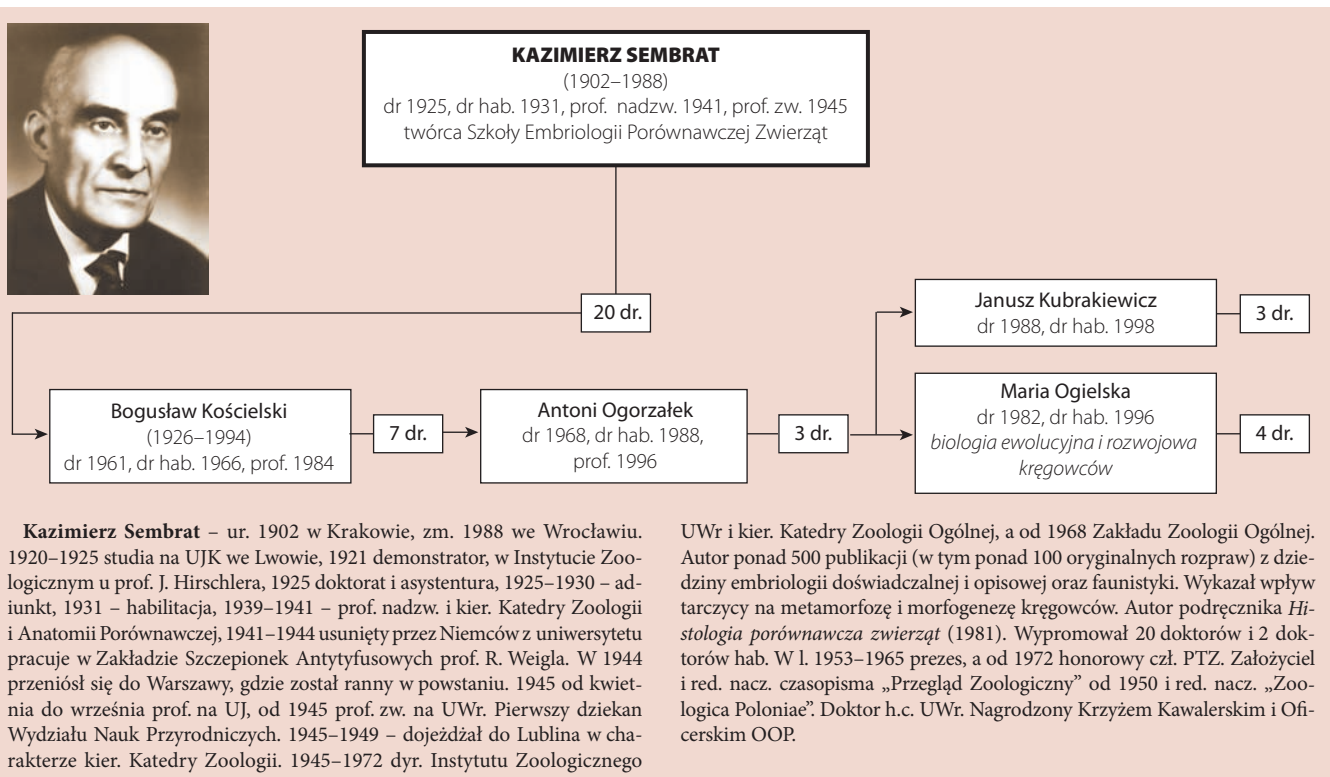 KAZIMIERZ SEMBRAT
(1902–1988)
dr 1925, dr hab. 1931, prof. nadzw. 1941, prof. zw. 1945
twórca Szkoły Embriologii Porównawczej Zwierząt
20 dr.
Janusz Kubrakiewicz
dr 1988, dr hab. 1998
3 dr.
Bogusław Kościelski
(1926–1994)
dr 1961, dr hab. 1966, prof. 1984
7 dr.
Antoni Ogorzałek
dr 1968, dr hab. 1988,
prof. 1996
3 dr.
Maria Ogielska
dr 1982, dr hab. 1996
biologia ewolucyjna i rozwojowa
kręgowców
4 dr.
Kazimierz Sembrat – ur. 1902 w Krakowie, zm. 1988 we Wrocławiu.
1920–1925 studia na UJK we Lwowie, 1921 demonstrator, w Instytucie Zoo-
logicznym u prof. J. Hirschlera, 1925 doktorat i asystentura, 1925–1930 – ad-
iunkt, 1931 – habilitacja, 1939–1941 – prof. nadzw. i kier. Katedry Zoologii
i Anatomii Porównawczej, 1941–1944 usunięty przez Niemców z uniwersytetu
pracuje w Zakładzie Szczepionek Antytyfusowych prof. R. Weigla. W 1944
przeniósł się do Warszawy, gdzie został ranny w powstaniu. 1945 od kwiet-
nia do września prof. na UJ, od 1945 prof. zw. na UWr. Pierwszy dziekan
Wydziału Nauk Przyrodniczych. 1945–1949 – dojeżdżał do Lublina w cha-
rakterze kier. Katedry Zoologii. 1945–1972 dyr. Instytutu Zoologicznego
UWr i kier. Katedry Zoologii Ogólnej, a od 1968 Zakładu Zoologii Ogólnej.
Autor ponad 500 publikacji (w tym ponad 100 oryginalnych rozpraw) z dzie-
dziny embriologii doświadczalnej i opisowej oraz faunistyki. Wykazał wpływ
tarczycy na metamorfozę i morfogenezę kręgowców. Autor podręcznika Hi-
stologia porównawcza zwierząt (1981). Wypromował 20 doktorów i 2 dok-
torów hab. W l. 1953–1965 prezes, a od 1972 honorowy czł. PTZ. Założyciel
i red. nacz. czasopisma „Przegląd Zoologiczny” od 1950 i red. nacz. „Zoo-
logica Poloniae”. Doktor h.c. UWr. Nagrodzony Krzyżem Kawalerskim i Ofi-
cerskim OOP.